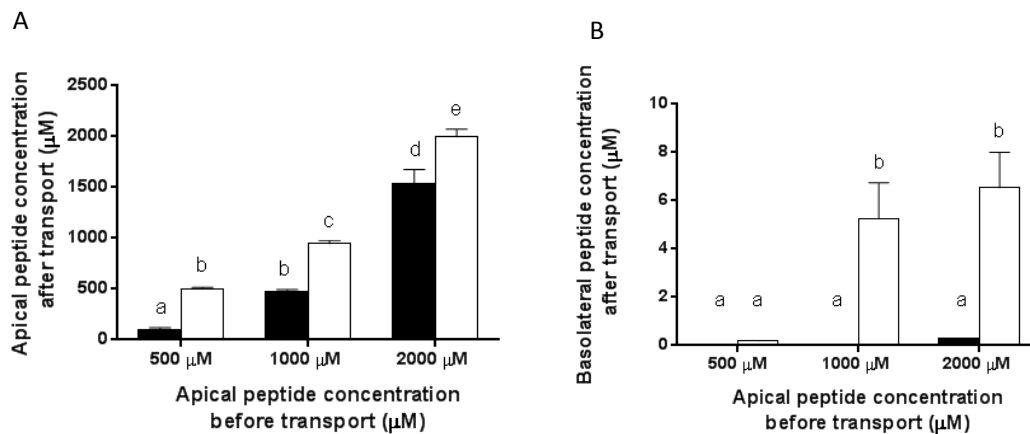 A
Apical peptide concentration
after transport (μM)
2500
2000
1500
1000
500
0
a
b
b
c
d
e
500 μM
1000 μM
2000 μM
Apical peptide concentration
before transport (μM)
B
Basolateral peptide concentration
after transport (μM)
10
8
6
4
2
0
a
a
a
b
a
b
500 μM
1000 μM
2000 μM
Apical peptide concentration
before transport (μM)